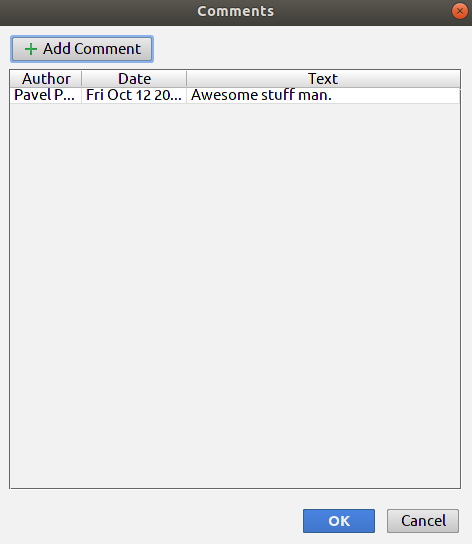 Comments
Add Comment
Author Date Text
Pavel P... Fri Oct 12 20... Awesome stuff man.
OK Cancel